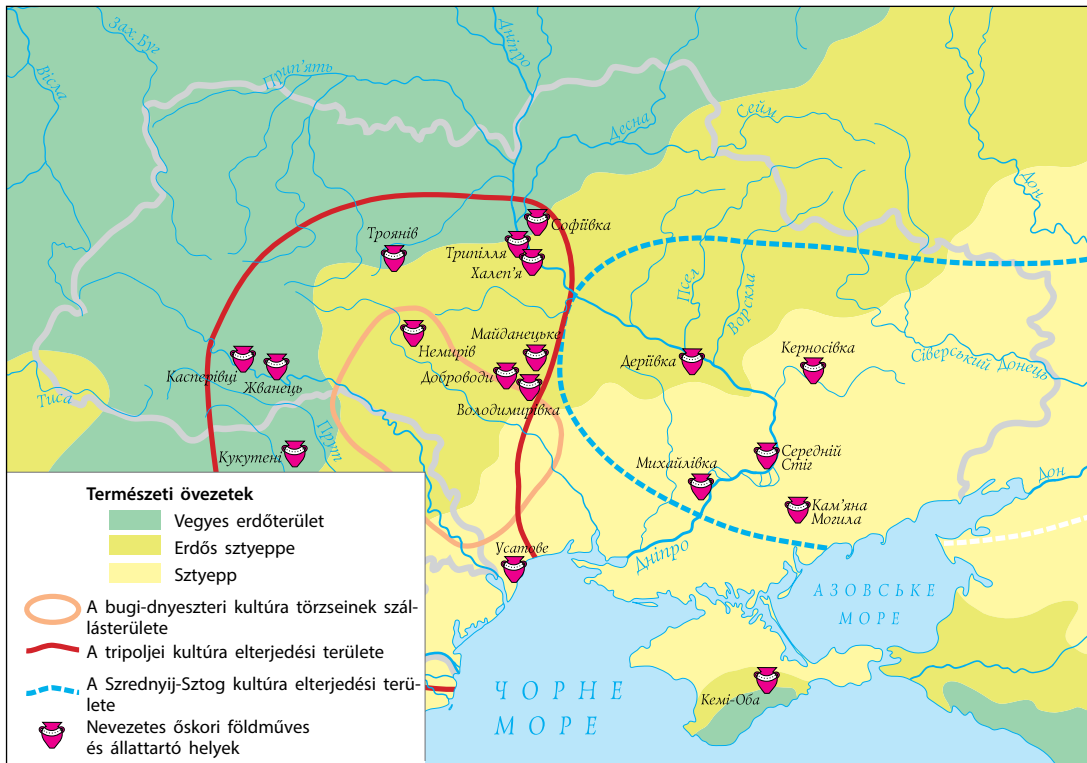 Зах. Буг
Дніпро
Вісла
Прип'ять
Десна
Сейм
Дон
Софіївка
Троянів
Трипілля
Халеп'я
Псел
Ворскла
Майданецьке
Немирів
Деріївка
Керносівка
Сіверський Донець
Касперівці
Жванець
Доброводи
Володимирівка
Тиса
Прут
Кукутені
Середній
Стіг
Михайлівка
Кам'яна
Могила
Дон
Усатове
Дніпро
АЗОВСЬКЕ
МОРЕ
Кемі-Оба
ЧОРНЕ
МОРЕ
Természeti övezetek
Vegyes erdőterület
Erdős sztyeppe
Sztyepp
A bugi-dnyeszteri kultúra törzseinek szál-
lásterülete
A tripoljei kultúra elterjedési területe
A Szrednyij-Sztog kultúra elterjedési terü-
lete
Nevezetes őskori földműves
és állattartó helyek